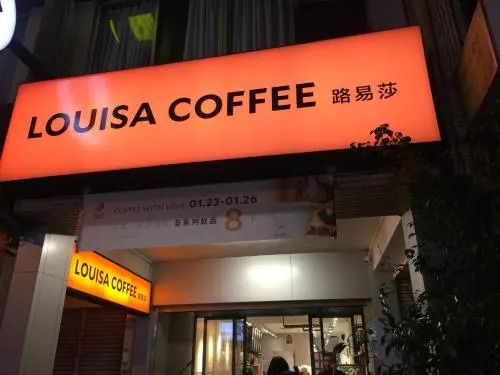 LOUISA COFFEE 路易莎
COFFEE WITH LOVE 01.23-01.26
全系列飲品 8
LOUISA COFFEE